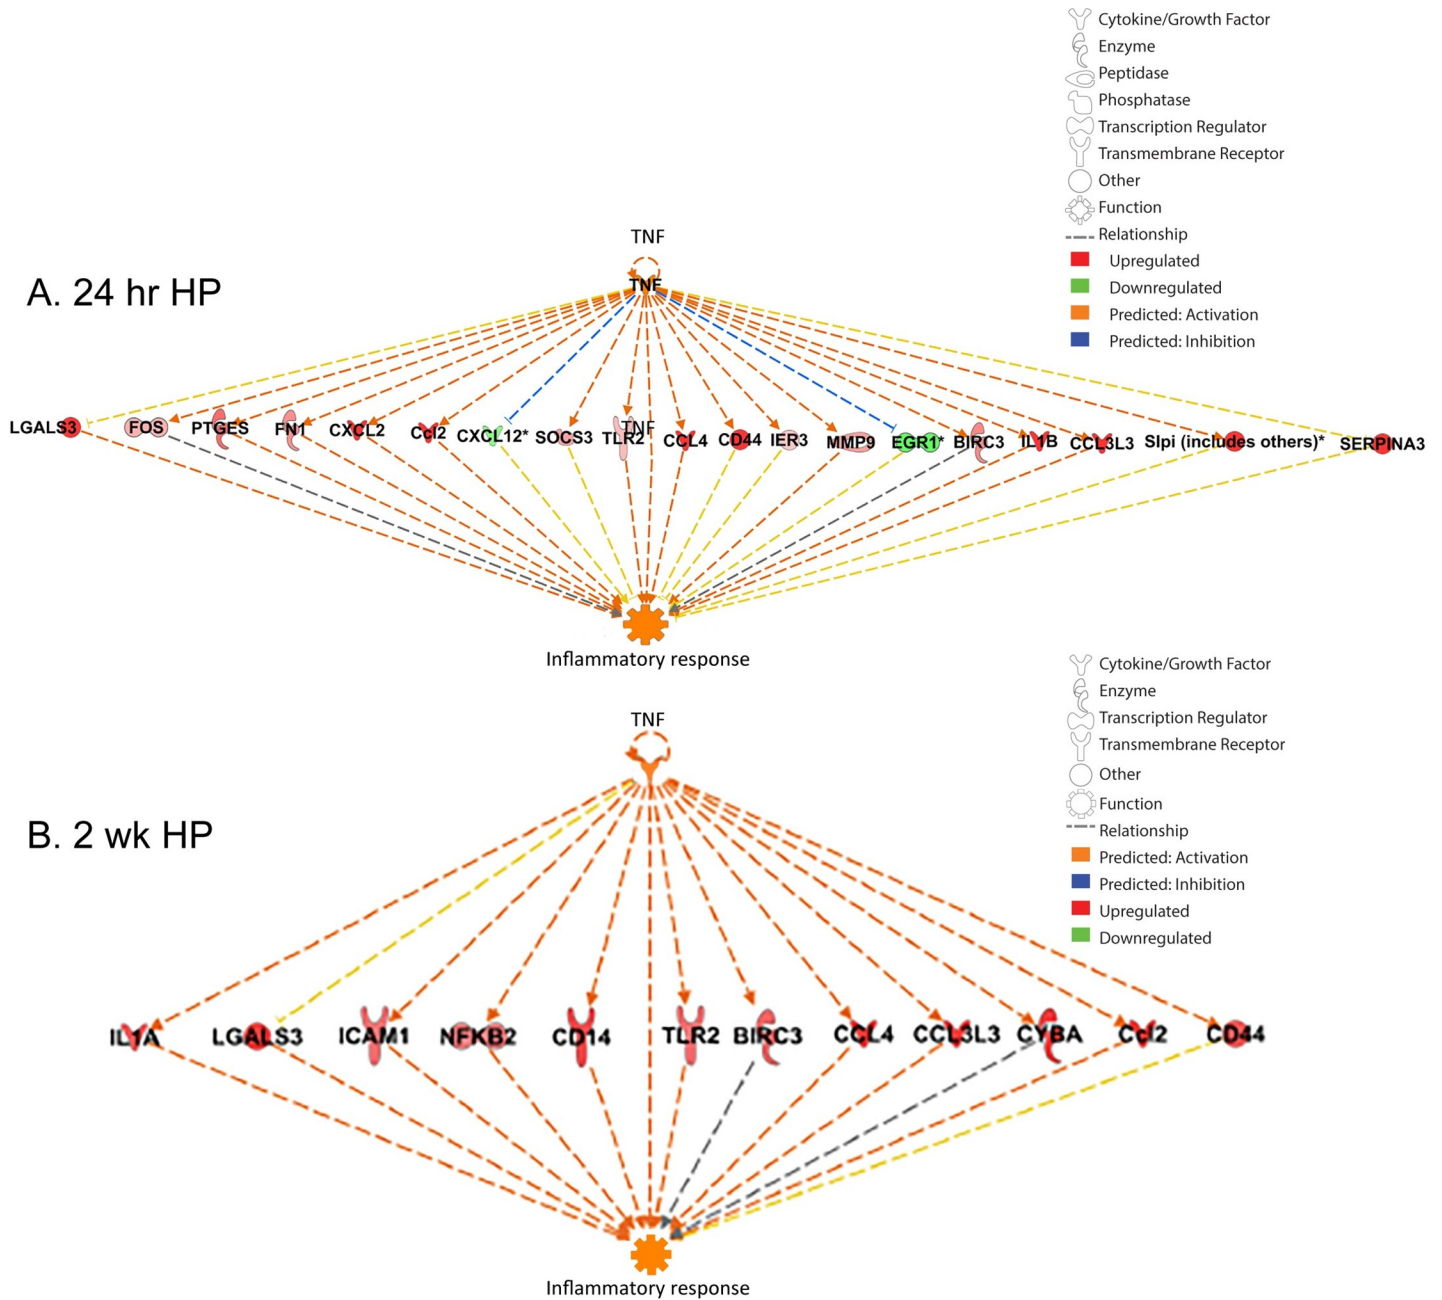 Cytokine/Growth Factor
Enzyme
Peptidase
Phosphatase
Transcription Regulator
Transmembrane Receptor
Other
Function
Relationship
Upregulated
Downregulated
Predicted: Activation
Predicted: Inhibition
A. 24 hr HP
TNF
TNF
LGALS3 FOS PTGES FN1 CXCL2 Ccl2 CXCL12* SOCS3 TLR2 TNF CCL4 CD44 IER3 MMP9 EGR1* BIRC3 IL1B CCL3L3 Slpi (includes others)* SERPINA3
Inflammatory response
Cytokine/Growth Factor
Enzyme
Transcription Regulator
Transmembrane Receptor
Other
Function
Relationship
Predicted: Activation
Predicted: Inhibition
Upregulated
Downregulated
B. 2 wk HP
TNF
IL1A LGALS3 ICAM1 NFKB2 CD14 TLR2 BIRC3 CCL4 CCL3L3 CYBA Ccl2 CD44
Inflammatory response